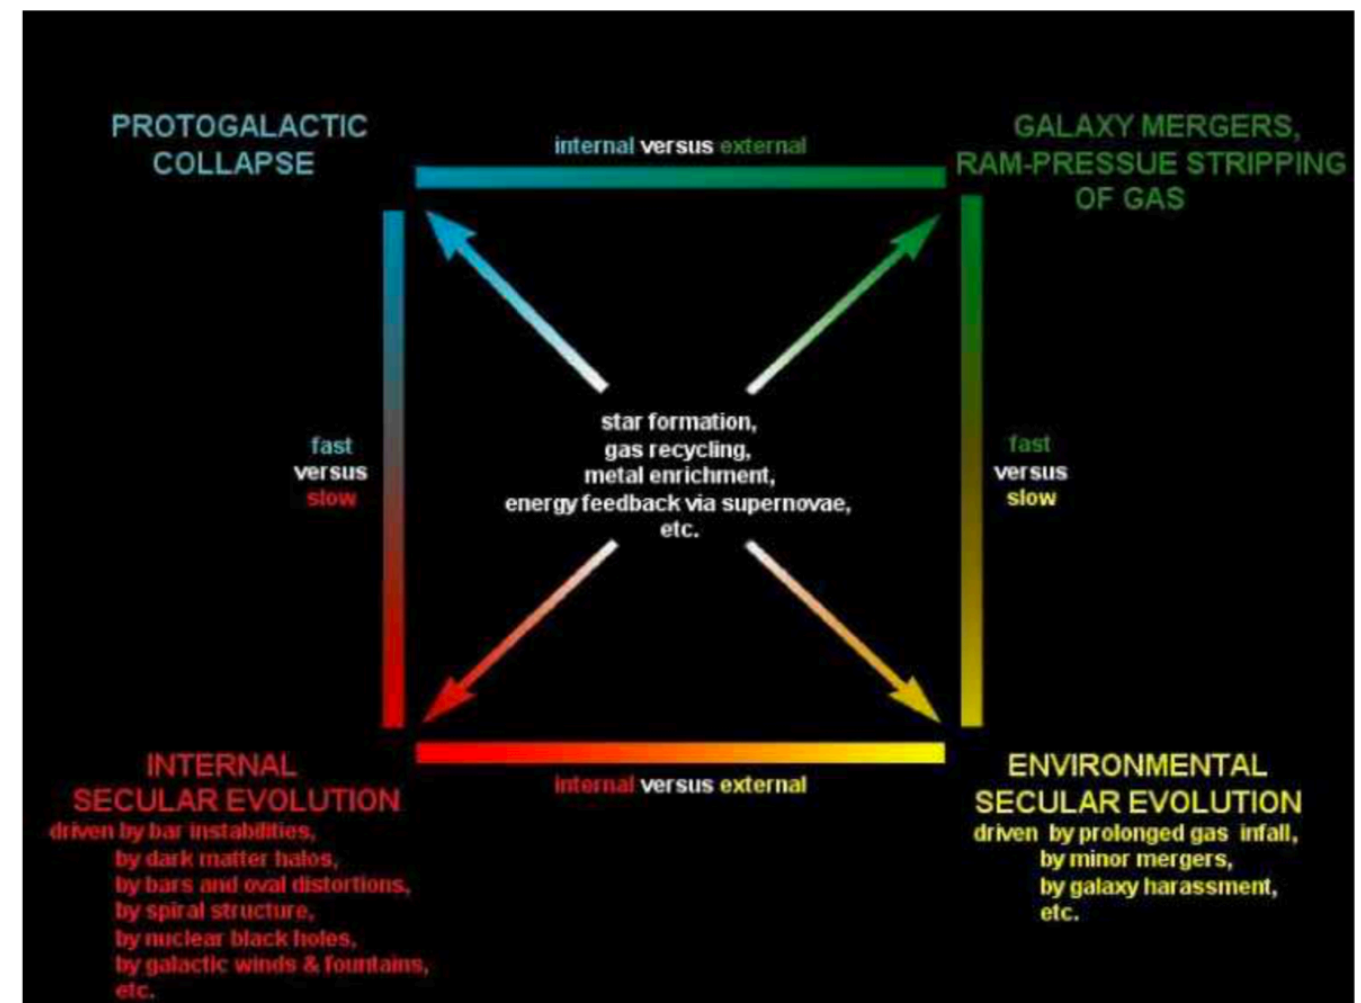 PROTOGALACTIC
COLLAPSE
internal versus external
GALAXY MERGERS,
RAM-PRESSUE STRIPPING
OF GAS
fast
versus
slow
star formation,
gas recycling,
metal enrichment,
energy feedback via supernovae,
etc.
fast
versus
slow
INTERNAL
SECULAR EVOLUTION
driven by bar instabilities,
by dark matter halos,
by bars and oval distortions,
by spiral structure,
by nuclear black holes,
by galactic winds & fountains,
etc.
internal versus external
ENVIRONMENTAL
SECULAR EVOLUTION
driven by prolonged gas infall,
by minor mergers,
by galaxy harassment,
etc.